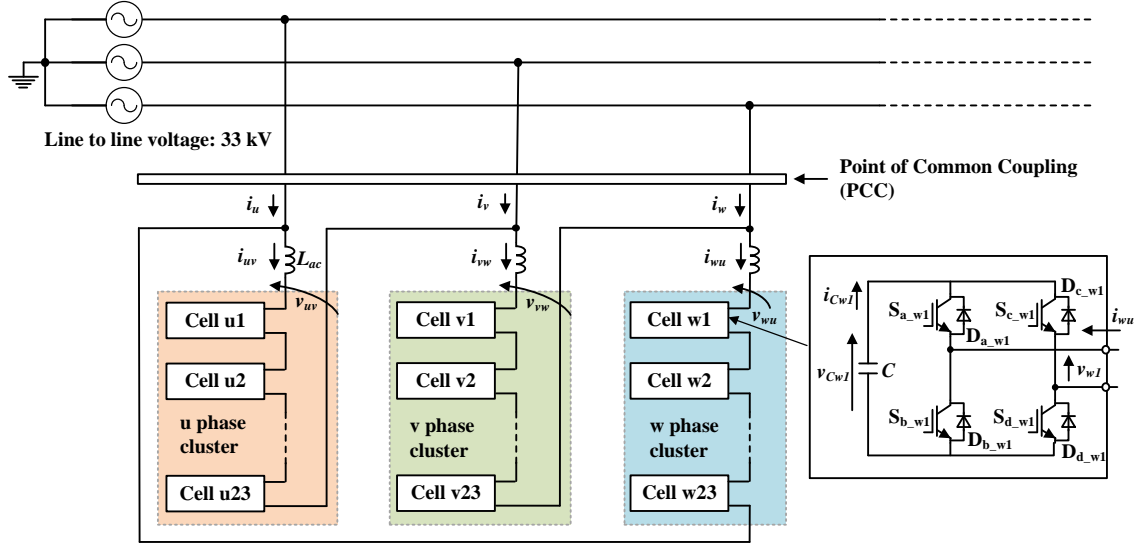 Line to line voltage: 33 kV
Point of Common Coupling
(PCC)
i_u
i_v
i_w
i_uv
L_ac
i_vw
i_wu
v_uv
v_vw
v_wu
Cell u1
Cell v1
Cell w1
Cell u2
Cell v2
Cell w2
u phase
cluster
v phase
cluster
w phase
cluster
Cell u23
Cell v23
Cell w23
i_Cw1
S_a_w1
D_a_w1
S_c_w1
D_c_w1
i_wu
v_Cw1
C
v_w1
S_b_w1
D_b_w1
S_d_w1
D_d_w1